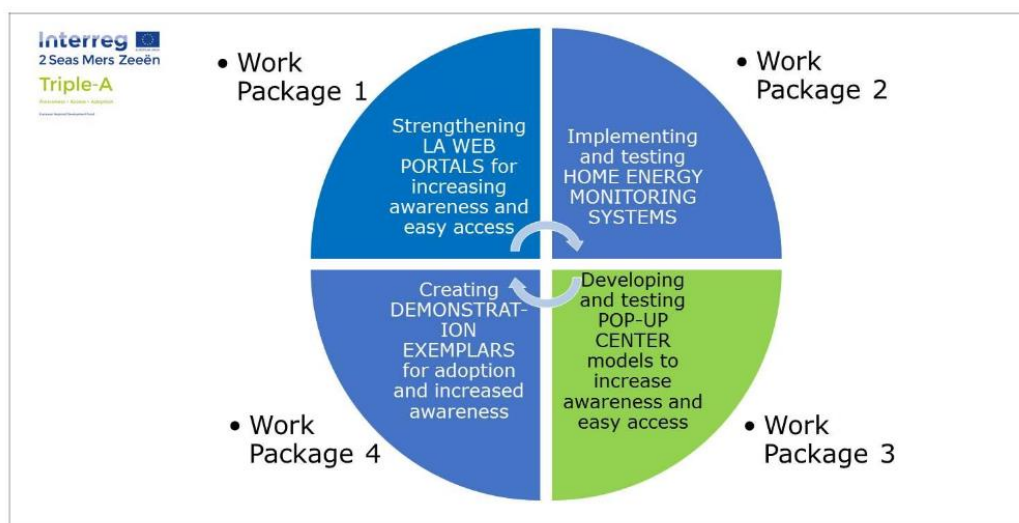 Interreg
2 Seas Mers Zeeën
Triple-A
• Work
Package 1
Strengthening
LA WEB
PORTALS for
increasing
awareness and
easy access
• Work
Package 2
Implementing
and testing
HOME ENERGY
MONITORING
SYSTEMS
Creating
DEMONSTRAT-
ION
EXEMPLARS
for adoption
and increased
awareness
• Work
Package 4
Developing
and testing
POP-UP
CENTER
models to
increase
awareness and
easy access
• Work
Package 3